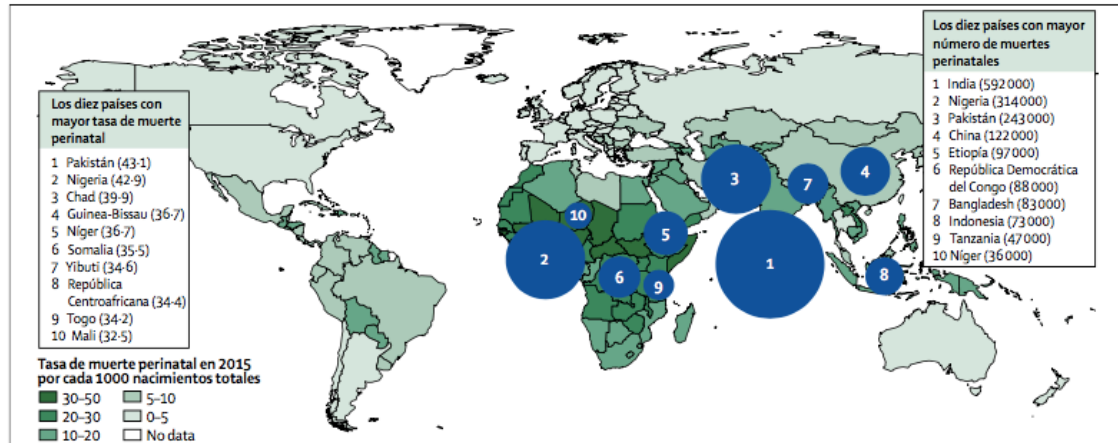 Los diez países con
mayor tasa de muerte
perinatal
1 Pakistán (43·1)
2 Nigeria (42·9)
3 Chad (39·9)
4 Guinea-Bissau (36·7)
5 Níger (36·7)
6 Somalia (35·5)
7 Yibuti (34·6)
8 República
Centroafricana (34·4)
9 Togo (34·2)
10 Mali (32·5)
Tasa de muerte perinatal en 2015
por cada 1000 nacimientos totales
30–50
20–30
10–20
5–10
0–5
No data
10
2
6
5
9
3
7
4
1
8
Los diez países con mayor
número de muertes
perinatales
1 India (592 000)
2 Nigeria (314 000)
3 Pakistán (243 000)
4 China (122 000)
5 Etiopía (97 000)
6 República Democrática
del Congo (88 000)
7 Bangladesh (83 000)
8 Indonesia (73 000)
9 Tanzania (47 000)
10 Níger (36 000)